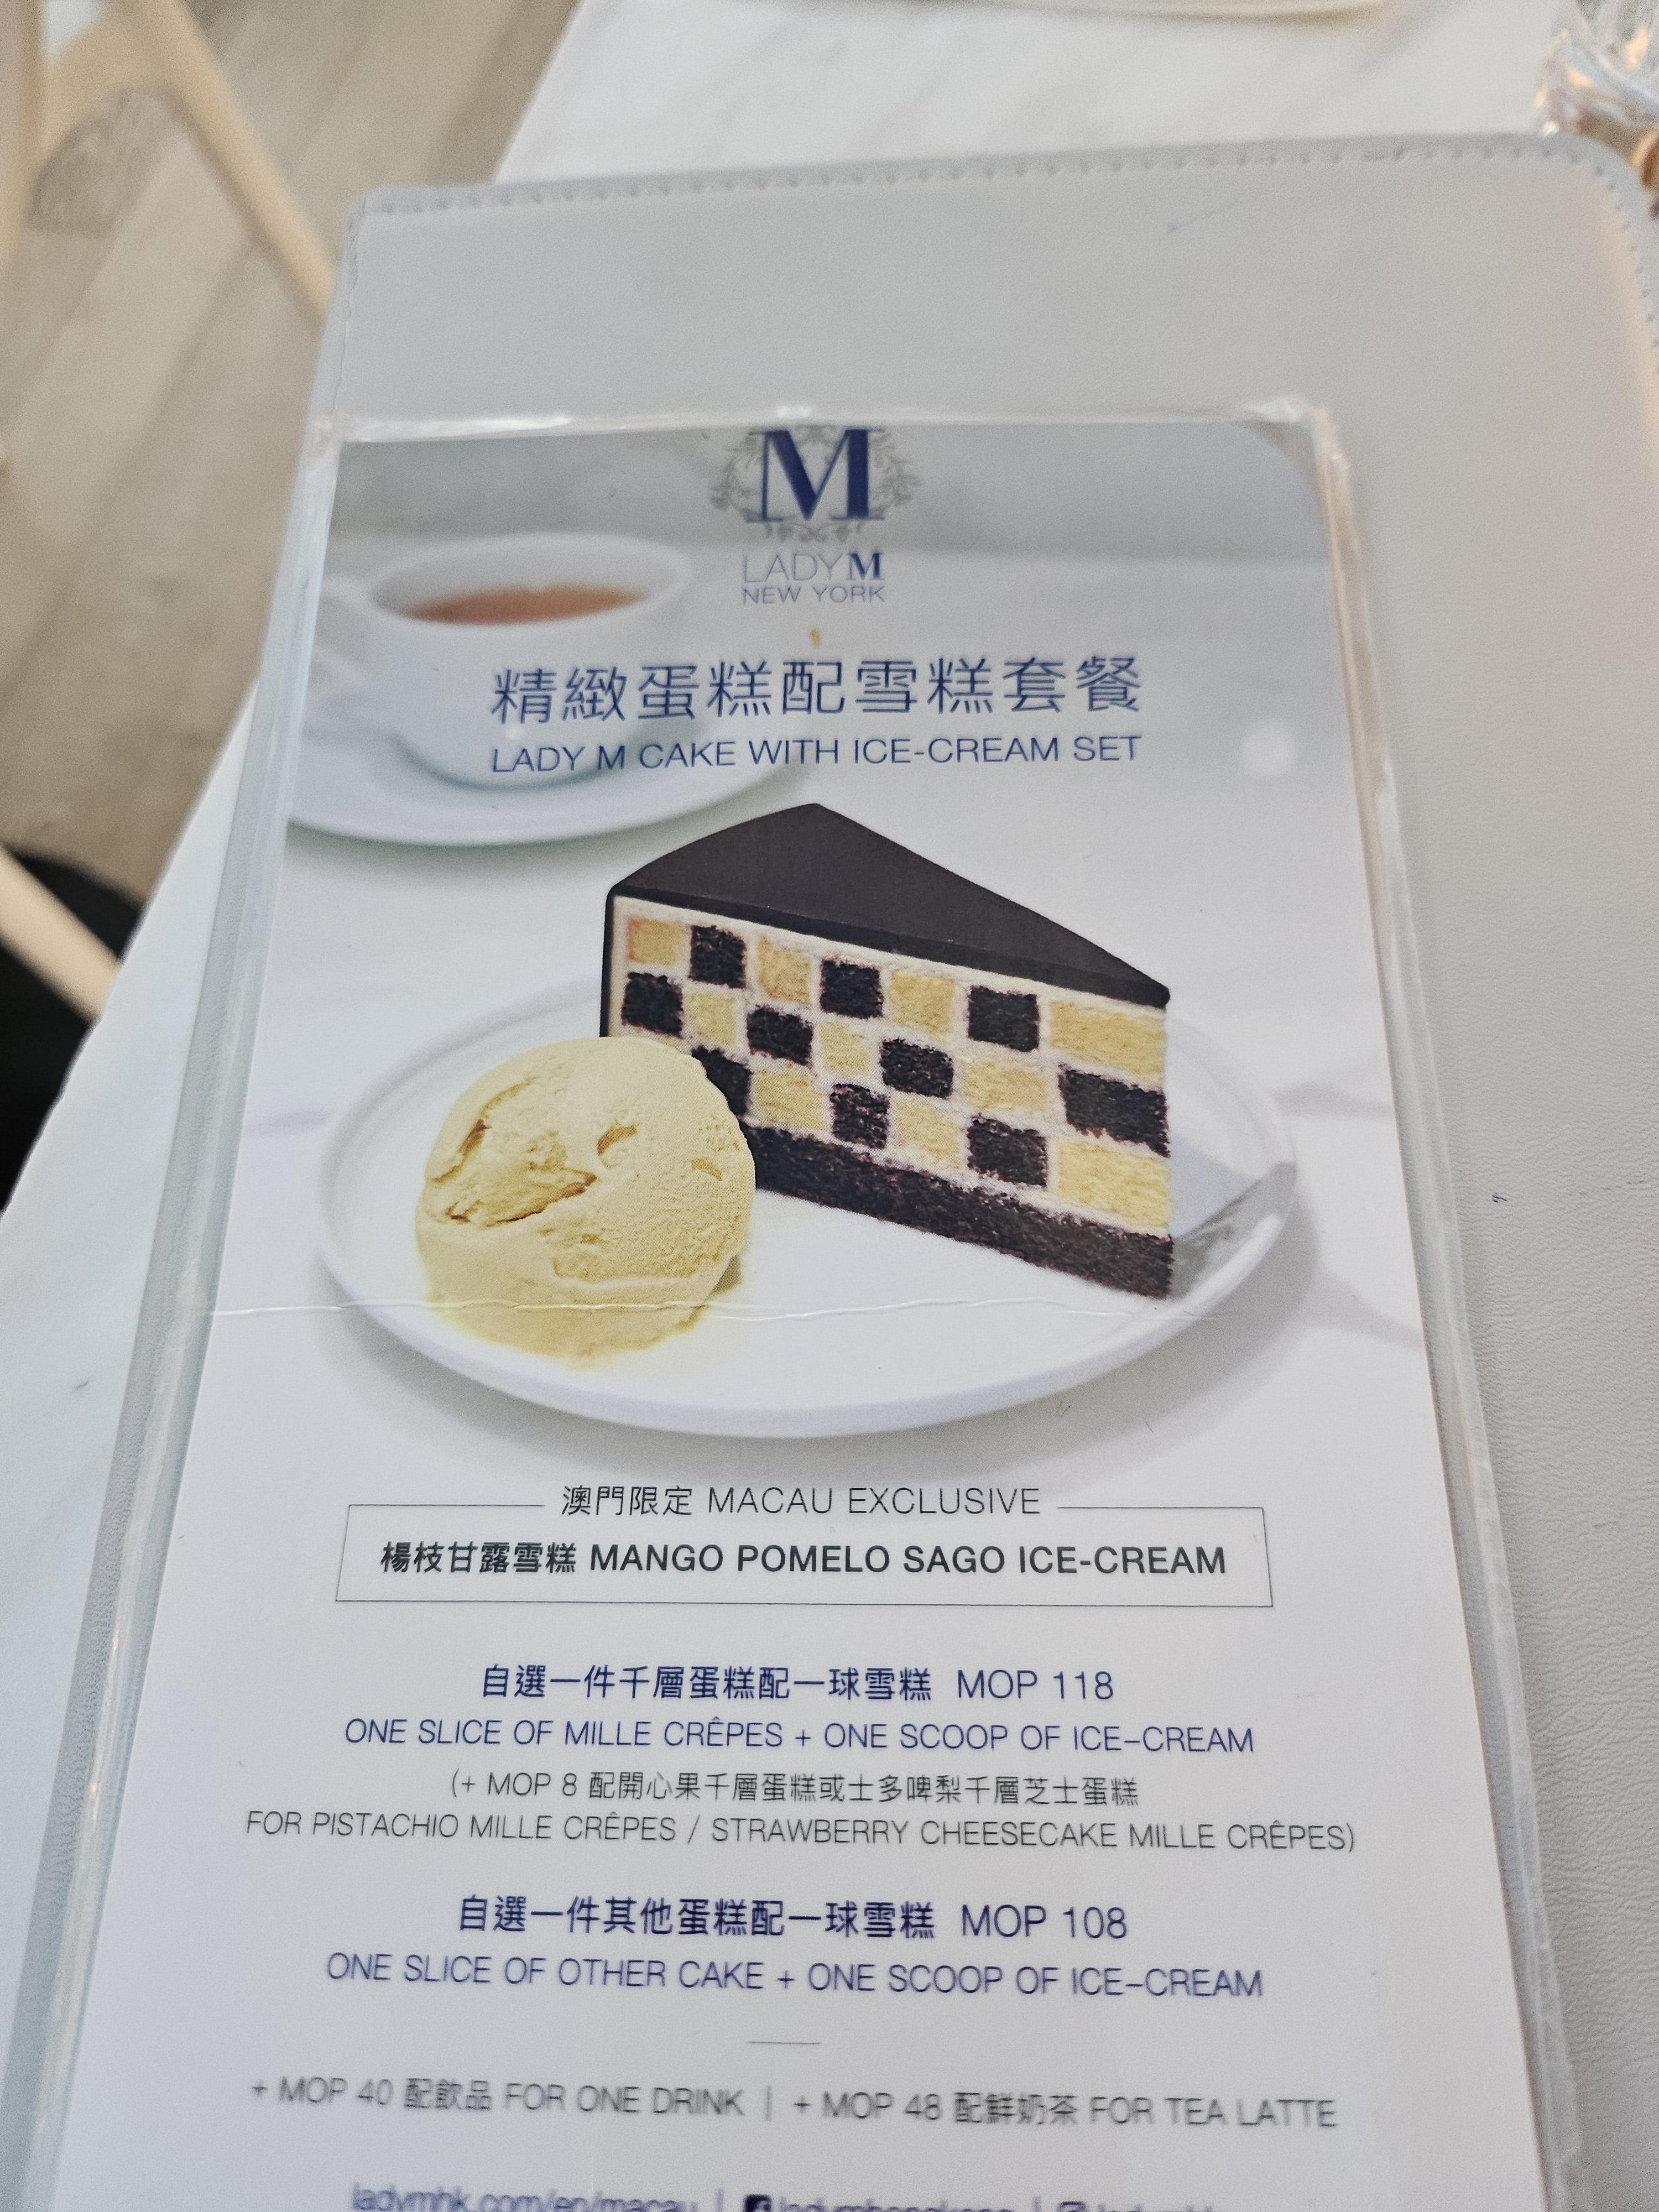 M
LADY M
NEW YORK
精緻蛋糕配雪糕套餐
LADY M CAKE WITH ICE-CREAM SET
澳門限定 MACAU EXCLUSIVE
楊枝甘露雪糕 MANGO POMELO SAGO ICE-CREAM
自選一件千層蛋糕配一球雪糕 MOP 118
ONE SLICE OF MILLE CRÊPES + ONE SCOOP OF ICE-CREAM
(+ MOP 8 配開心果千層蛋糕或士多啤梨千層芝士蛋糕
FOR PISTACHIO MILLE CRÊPES / STRAWBERRY CHEESECAKE MILLE CRÊPES)
自選一件其他蛋糕配一球雪糕 MOP 108
ONE SLICE OF OTHER CAKE + ONE SCOOP OF ICE-CREAM
+ MOP 40 配飲品 FOR ONE DRINK | + MOP 48 配鮮奶茶 FOR TEA LATTE
ladymhk.com/en/macau | ladymhongkong |